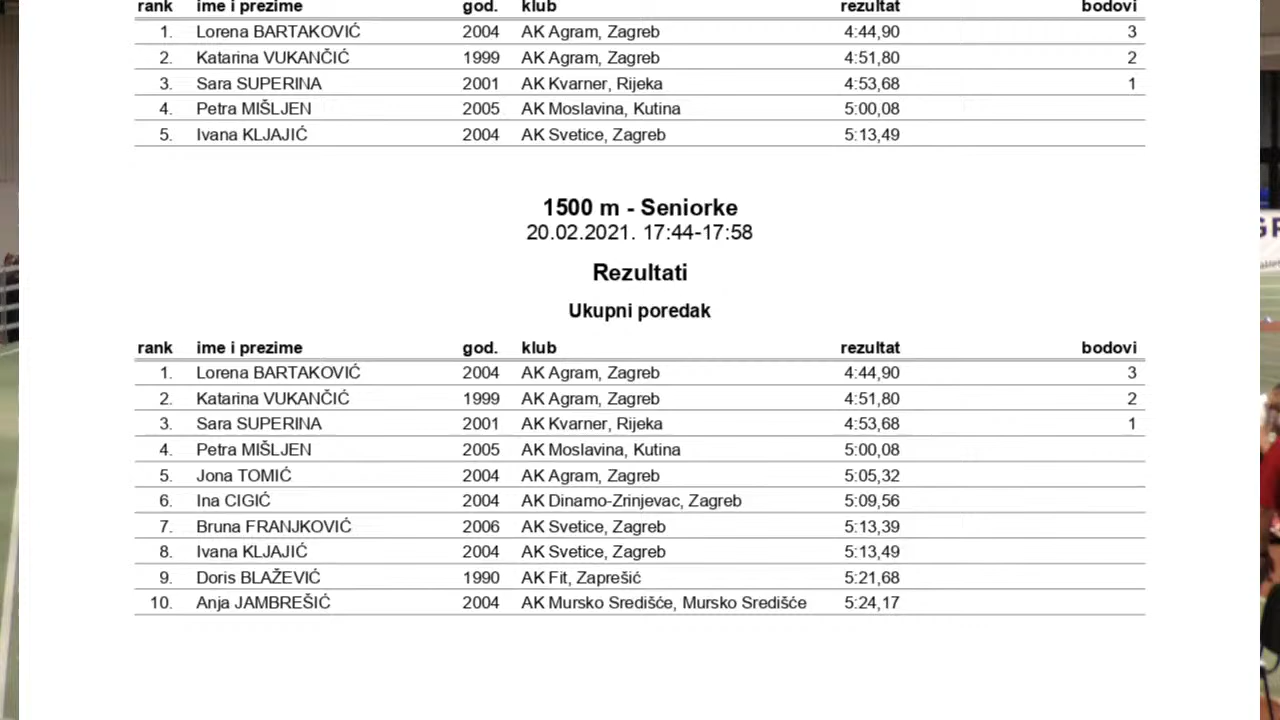 rank ime i prezime god. klub rezultat bodovi
1. Lorena BARTAKOVIĆ 2004 AK Agram, Zagreb 4:44,90 3
2. Katarina VUKANČIĆ 1999 AK Agram, Zagreb 4:51,80 2
3. Sara SUPERINA 2001 AK Kvarner, Rijeka 4:53,68 1
4. Petra MIŠLJEN 2005 AK Moslavina, Kutina 5:00,08
5. Ivana KLJAJIĆ 2004 AK Svetice, Zagreb 5:13,49
1500 m - Seniorke
20.02.2021. 17:44-17:58
Rezultati
Ukupni poredak
rank ime i prezime god. klub rezultat bodovi
1. Lorena BARTAKOVIĆ 2004 AK Agram, Zagreb 4:44,90 3
2. Katarina VUKANČIĆ 1999 AK Agram, Zagreb 4:51,80 2
3. Sara SUPERINA 2001 AK Kvarner, Rijeka 4:53,68 1
4. Petra MIŠLJEN 2005 AK Moslavina, Kutina 5:00,08
5. Jona TOMIĆ 2004 AK Agram, Zagreb 5:05,32
6. Ina CIGIĆ 2004 AK Dinamo-Zrinjevac, Zagreb 5:09,56
7. Bruna FRANJKOVIĆ 2006 AK Svetice, Zagreb 5:13,39
8. Ivana KLJAJIĆ 2004 AK Svetice, Zagreb 5:13,49
9. Doris BLAŽEVIĆ 1990 AK Fit, Zaprešić 5:21,68
10. Anja JAMBREŠIĆ 2004 AK Mursko Središće, Mursko Središće 5:24,17